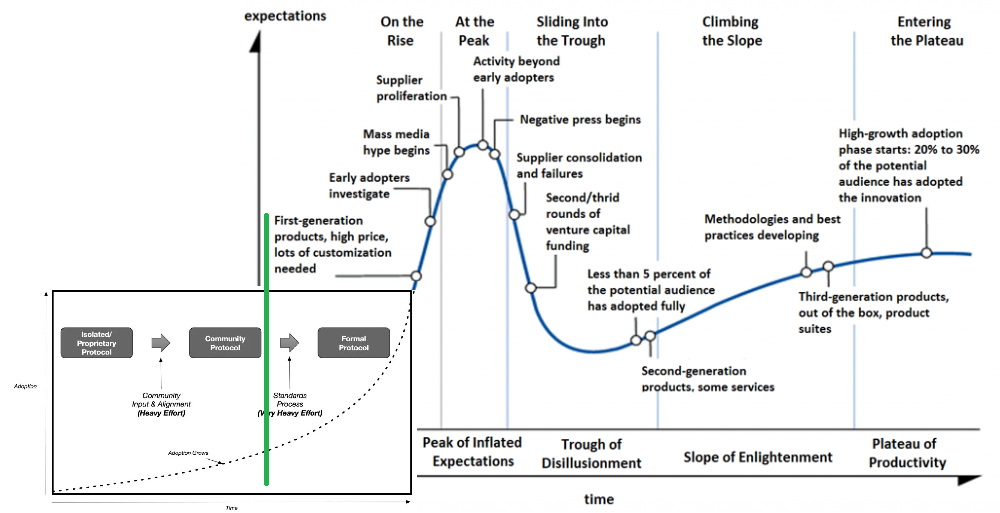 expectations
On the
Rise
At the
Peak
Sliding Into
the Trough
Climbing
the Slope
Entering
the Plateau
Activity beyond
early adopters
Supplier
proliferation
Negative press begins
Mass media
hype begins
High-growth adoption
phase starts: 20% to 30%
of the potential
audience has adopted
the innovation
Supplier consolidation
and failures
Early adopters
investigate
Second/thrid
rounds of
venture capital
funding
First-generation
products, high price,
lots of customization
needed
Methodologies and best
practices developing
Less than 5 percent of
the potential audience
has adopted fully
Third-generation products,
out of the box, product
suites
Second-generation
products, some services
Isolated/
Proprietary
Protocol
Community
Protocol
Formal
Protocol
Adoption
Community
Input & Alignment
(Heavy Effort)
Standards
Process
(Very Heavy Effort)
Adoption Grows
Time
Peak of Inflated
Expectations
Trough of
Disillusionment
Slope of Enlightenment
Plateau of
Productivity
time